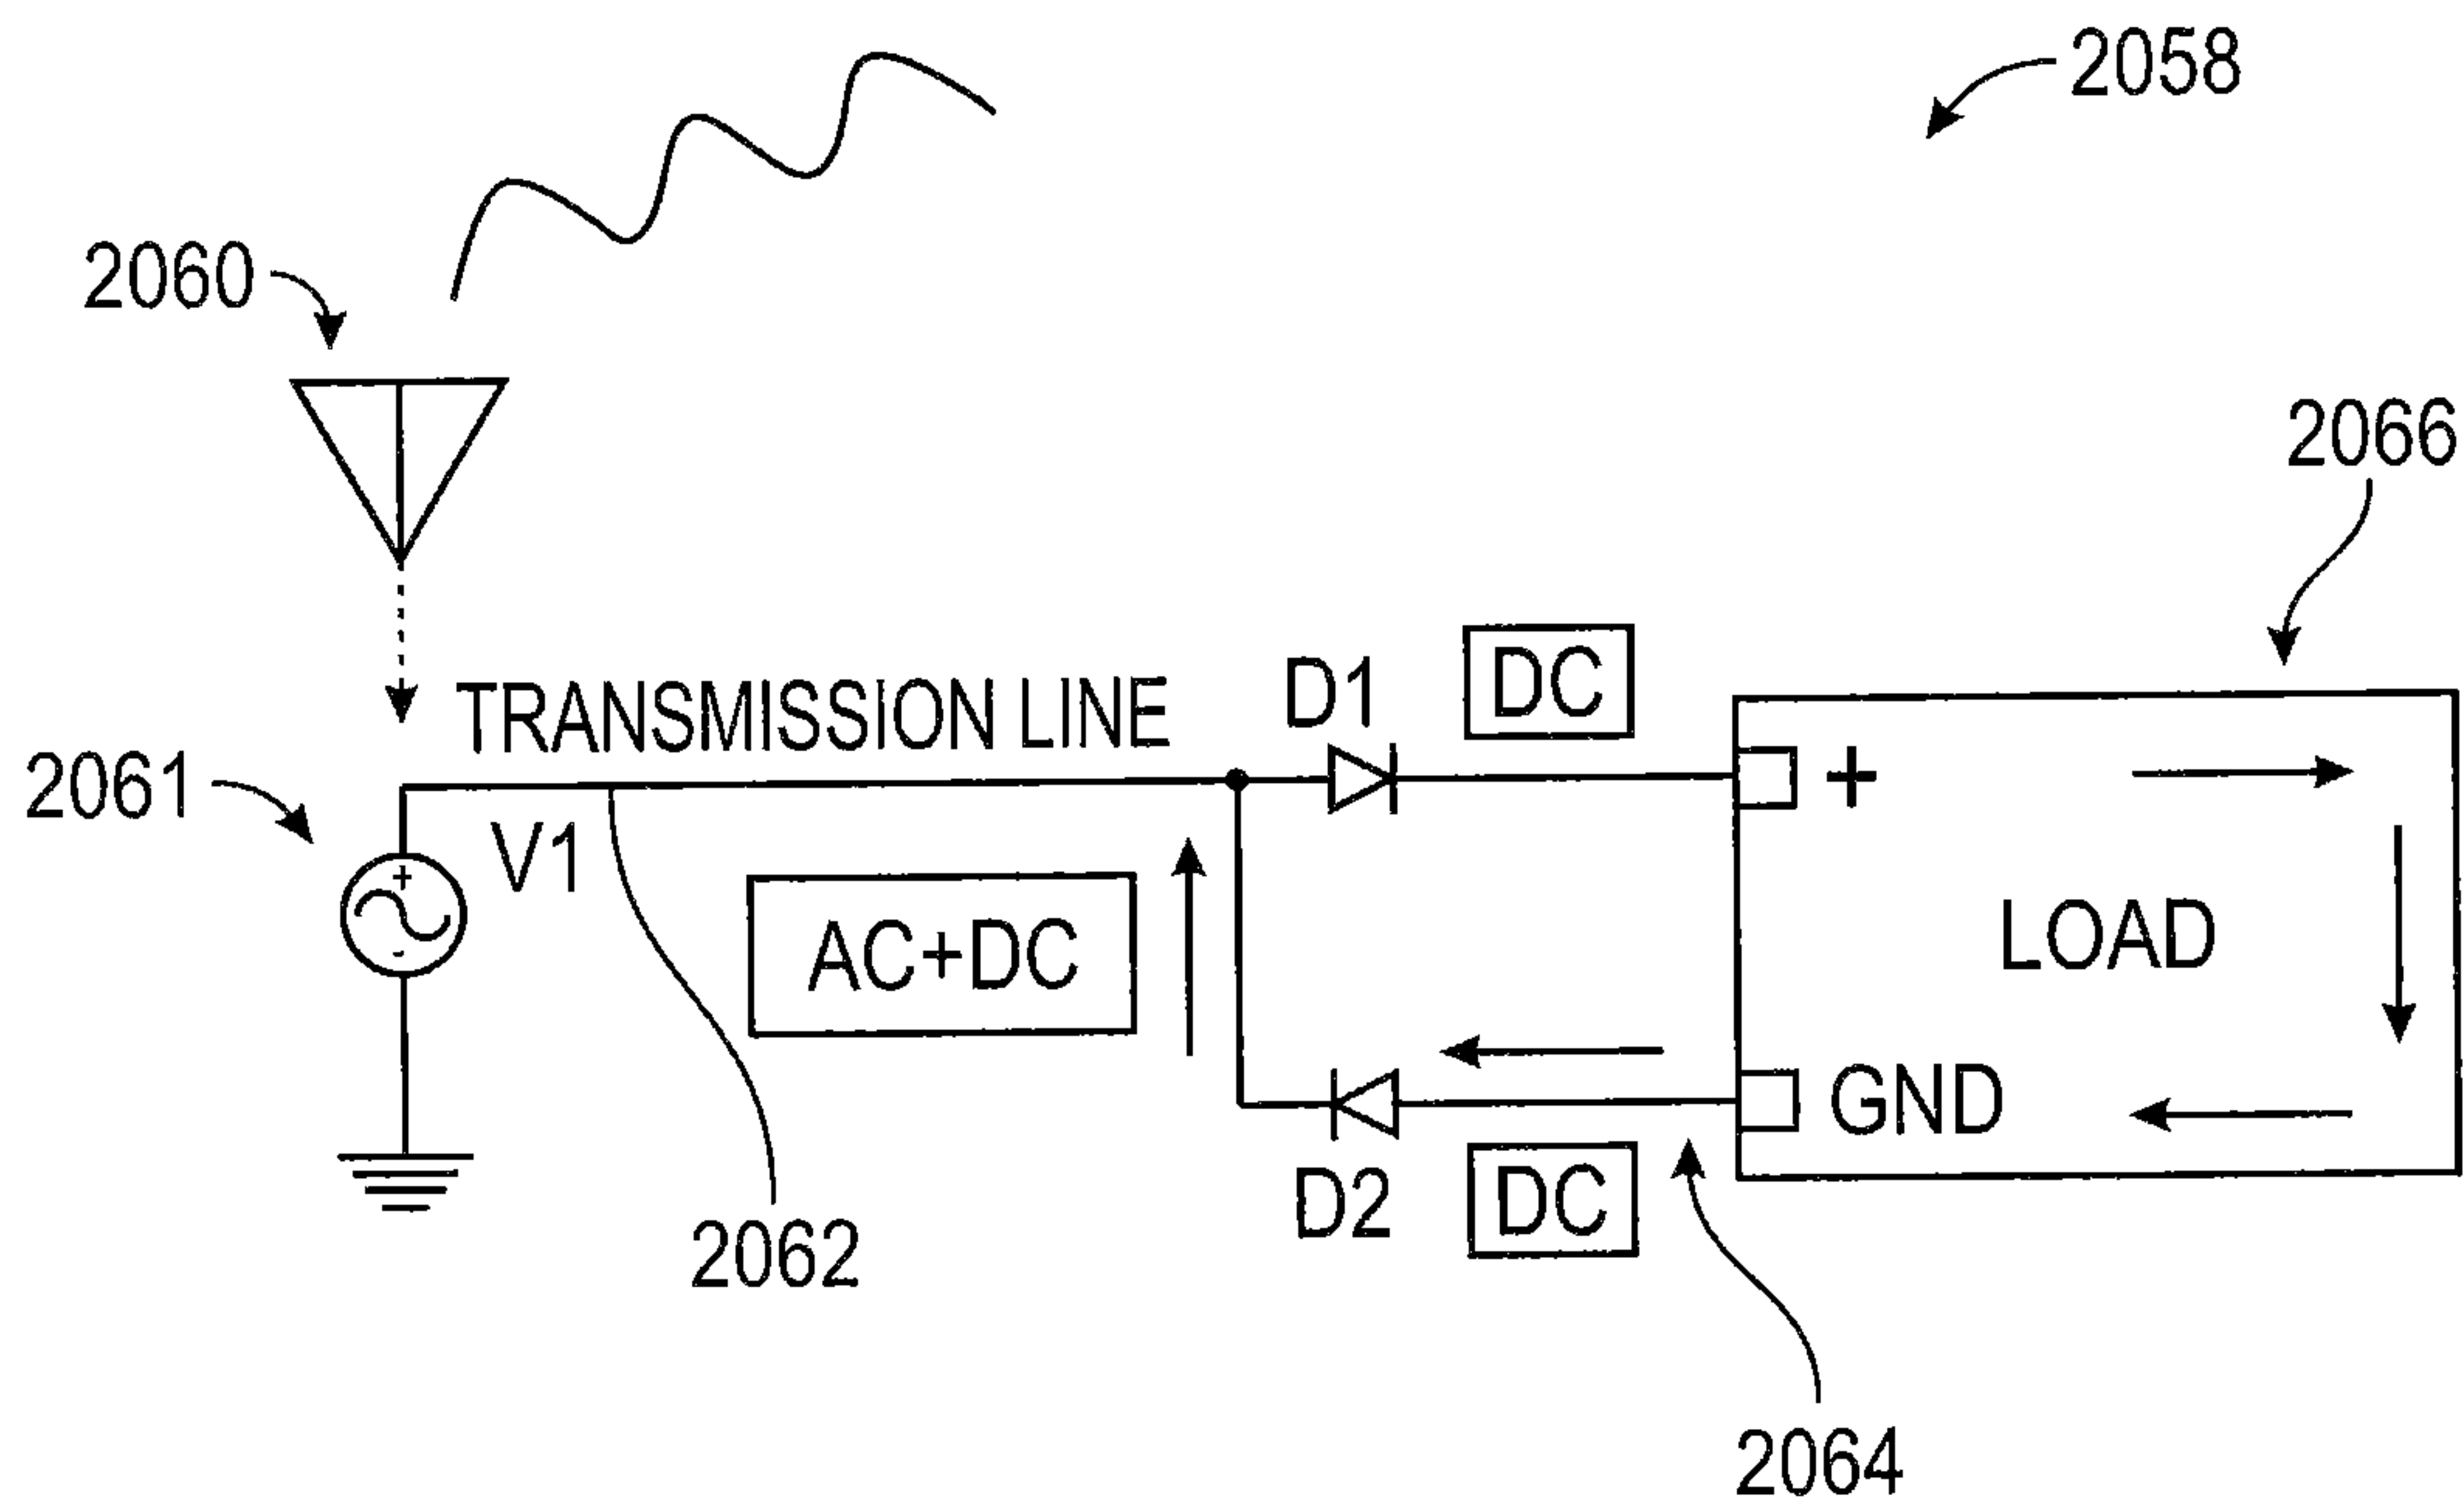 2058
2060
2066
D1
DC
TRANSMISSION LINE
2061
+
V1
+
-
AC+DC
LOAD
GND
D2
DC
2062
2064